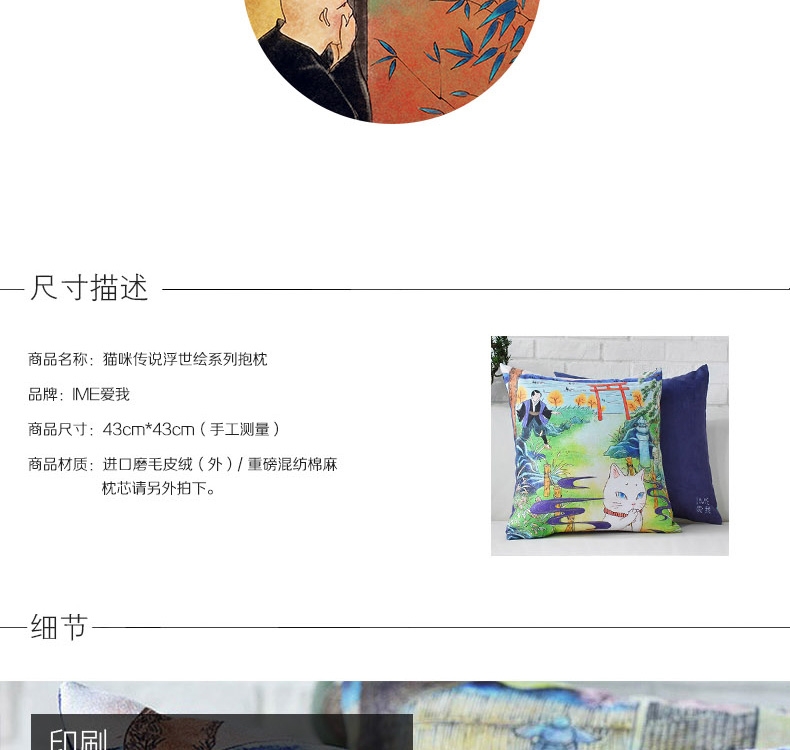 尺寸描述
商品名称：猫咪传说浮世绘系列抱枕
品牌：IME爱我
商品尺寸：43cm*43cm（手工测量）
商品材质：进口磨毛皮绒（外）/ 重磅混纺棉麻
枕芯请另外拍下。
IME
爱我
细节
印刷